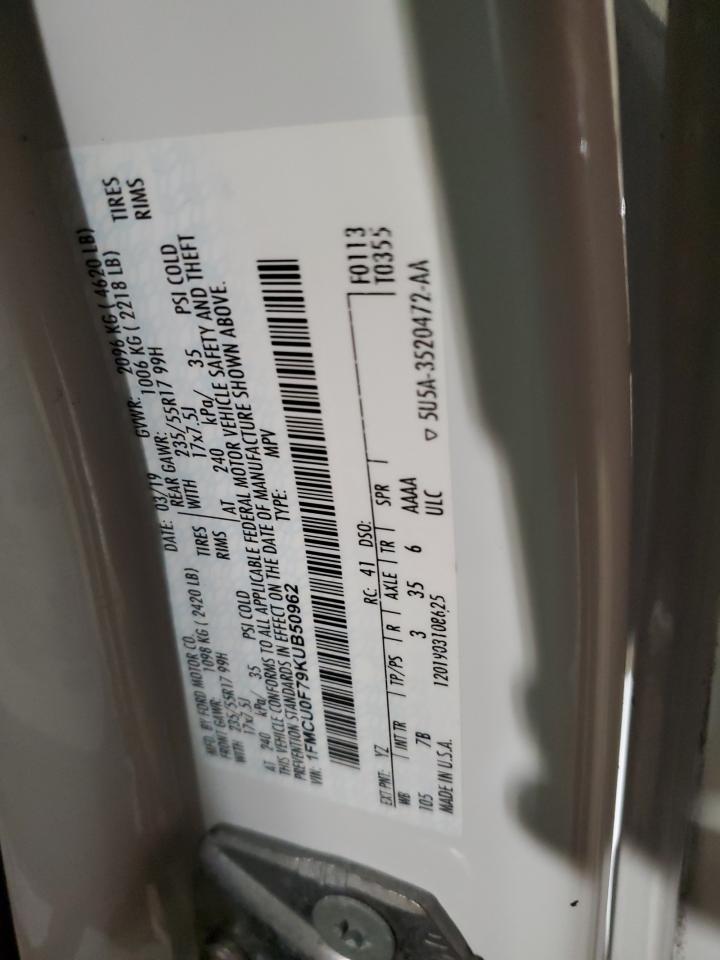 MFG. BY FORD MOTOR CO.
DATE: 03/19 GVWR: 2096 KG ( 4620 LB)
FRONT GAWR: 1098 KG ( 2420 LB) REAR GAWR: 1006 KG ( 2218 LB)
WITH 235/55R17 99H TIRES WITH 235/55R17 99H TIRES
17x7.5J RIMS 17x7.5J RIMS
AT 240 kPa/ 35 PSI COLD AT 240 kPa/ 35 PSI COLD
THIS VEHICLE CONFORMS TO ALL APPLICABLE FEDERAL MOTOR VEHICLE SAFETY AND THEFT
PREVENTION STANDARDS IN EFFECT ON THE DATE OF MANUFACTURE SHOWN ABOVE.
VIN: 1FMCU0F79KUB50962 TYPE: MPV
F0113
EXT PNT: YZ RC: 41 DSO: T0355
WB INT TR TP/PS R AXLE TR SPR
105 7B 3 35 6 AAAA
MADE IN U.S.A. 1201Y03108625 ULC ▽ 5U5A-3520472-AA